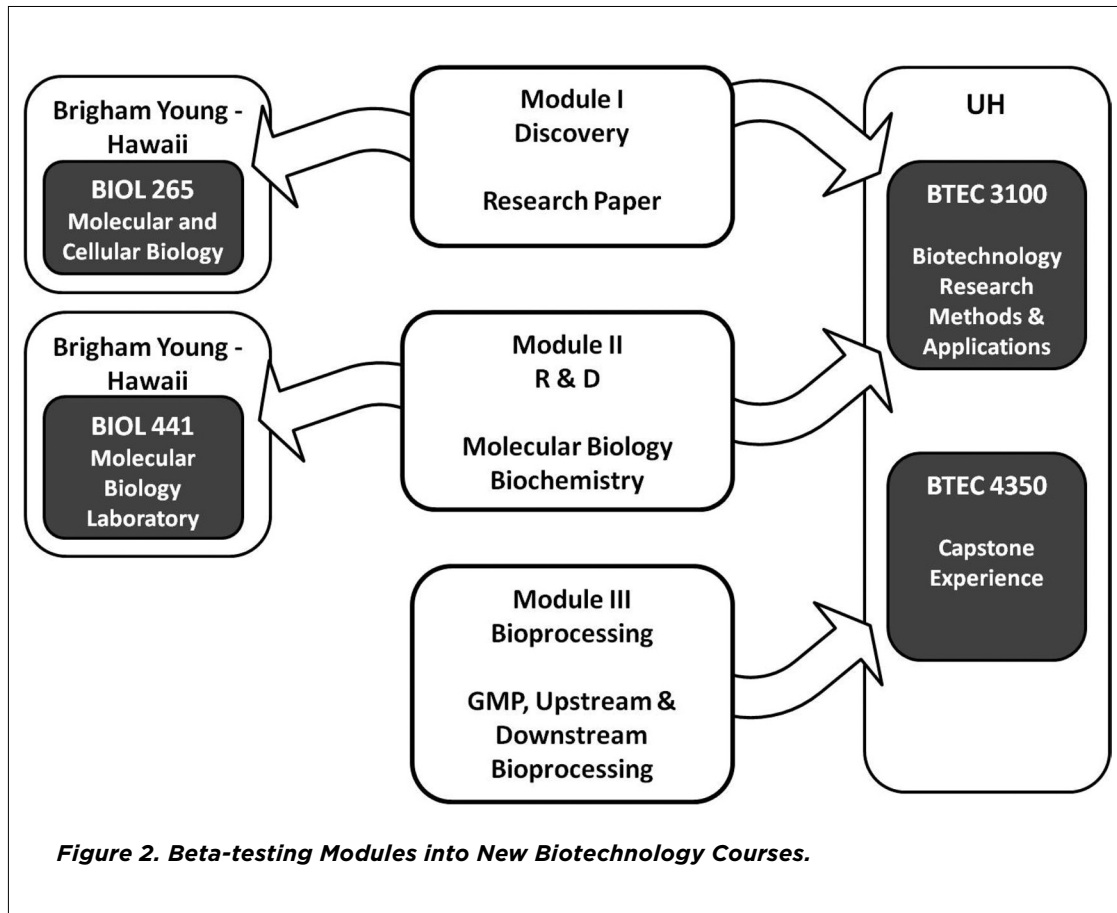 Brigham Young -
Hawaii
BIOL 265
Molecular and
Cellular Biology
Module I
Discovery
Research Paper
UH
BTEC 3100
Biotechnology
Research
Methods &
Applications
Brigham Young -
Hawaii
BIOL 441
Molecular
Biology
Laboratory
Module II
R & D
Molecular Biology
Biochemistry
BTEC 4350
Capstone
Experience
Module III
Bioprocessing
GMP, Upstream &
Downstream
Bioprocessing
Figure 2. Beta-testing Modules into New Biotechnology Courses.